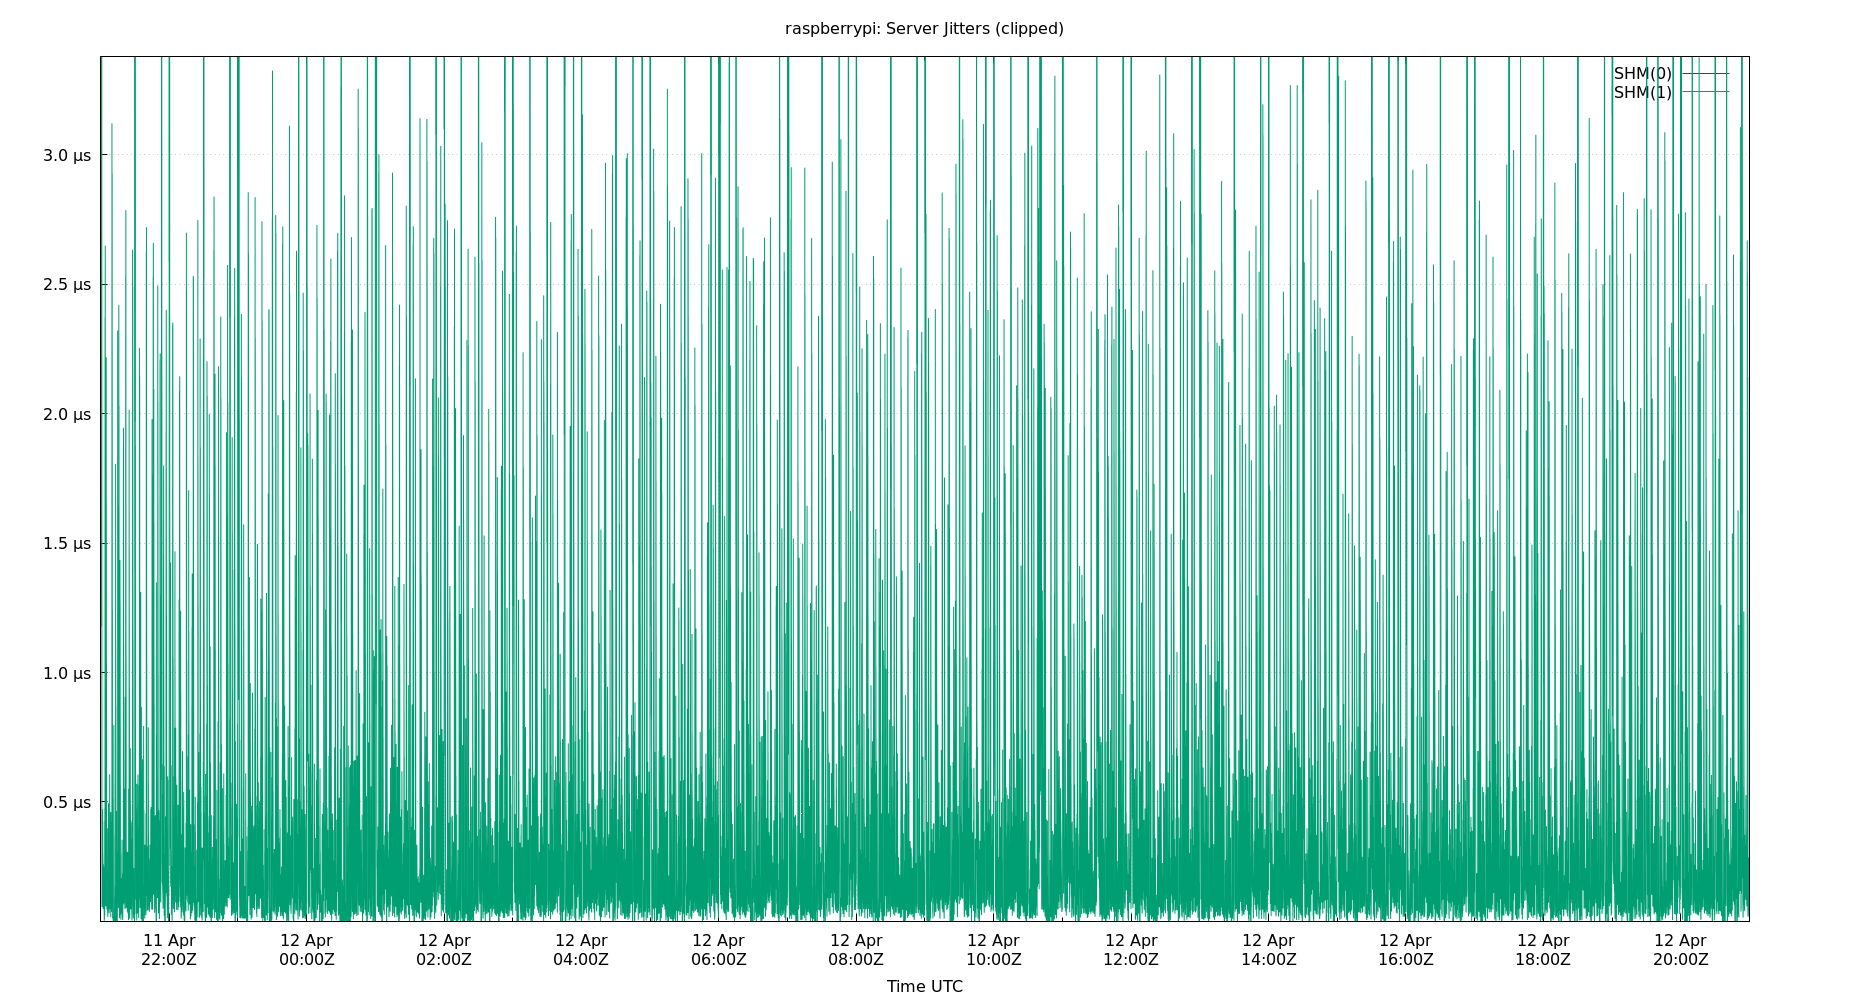 raspberrypi: Server Jitters (clipped)
SHM(0)
SHM(1)
3.0 µs
2.5 µs
2.0 µs
1.5 µs
1.0 µs
0.5 µs
11 Apr 12 Apr 12 Apr 12 Apr 12 Apr 12 Apr 12 Apr 12 Apr 12 Apr 12 Apr 12 Apr 12 Apr
22:00Z 00:00Z 02:00Z 04:00Z 06:00Z 08:00Z 10:00Z 12:00Z 14:00Z 16:00Z 18:00Z 20:00Z
Time UTC